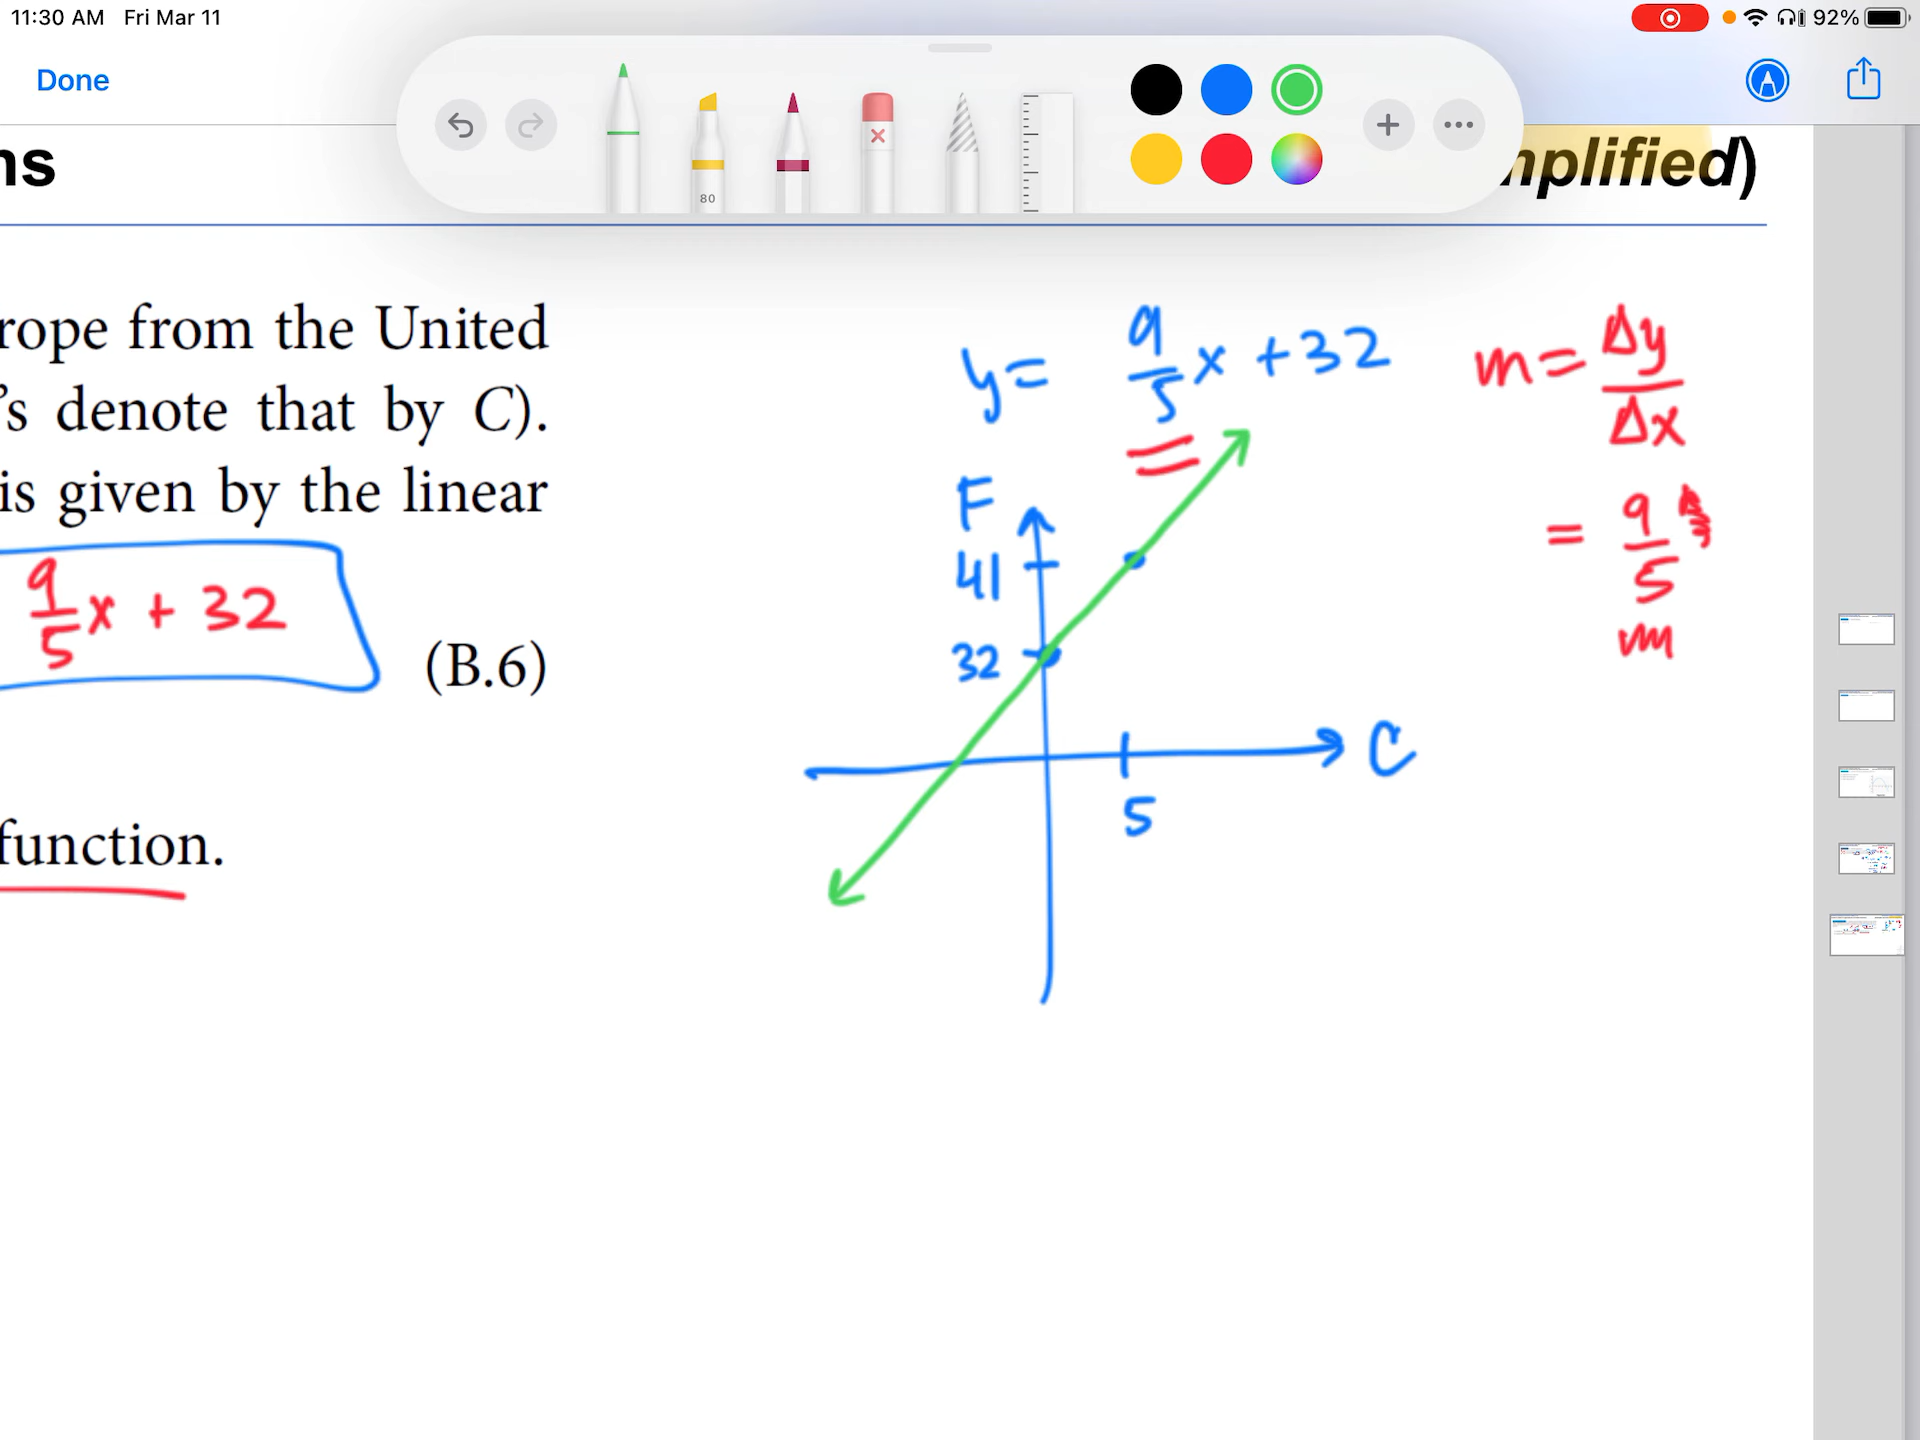 11:30 AM Fri Mar 11
92%
Done
80
ns
mplified)
rope from the United
's denote that by C).
is given by the linear
9/5 x + 32
(B.6)
function.
y = 9/5 x + 32
F
41
32
C
5
m = Δy/Δx
= 9/5
m